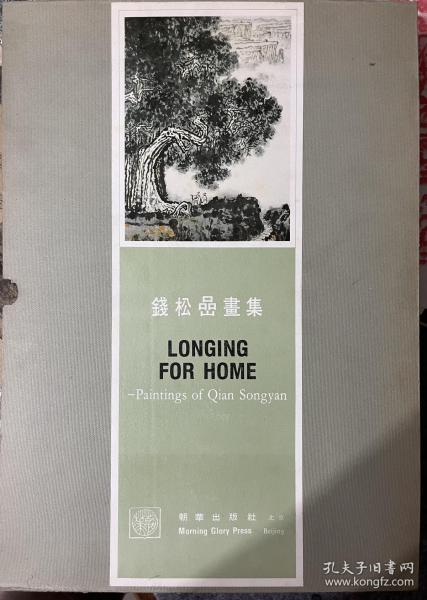 錢松嵒畫集
LONGING
FOR HOME
–Paintings of Qian Songyan
朝華出版社 北京
Morning Glory Press Beijing
孔夫子旧书网
www.kongfz.com